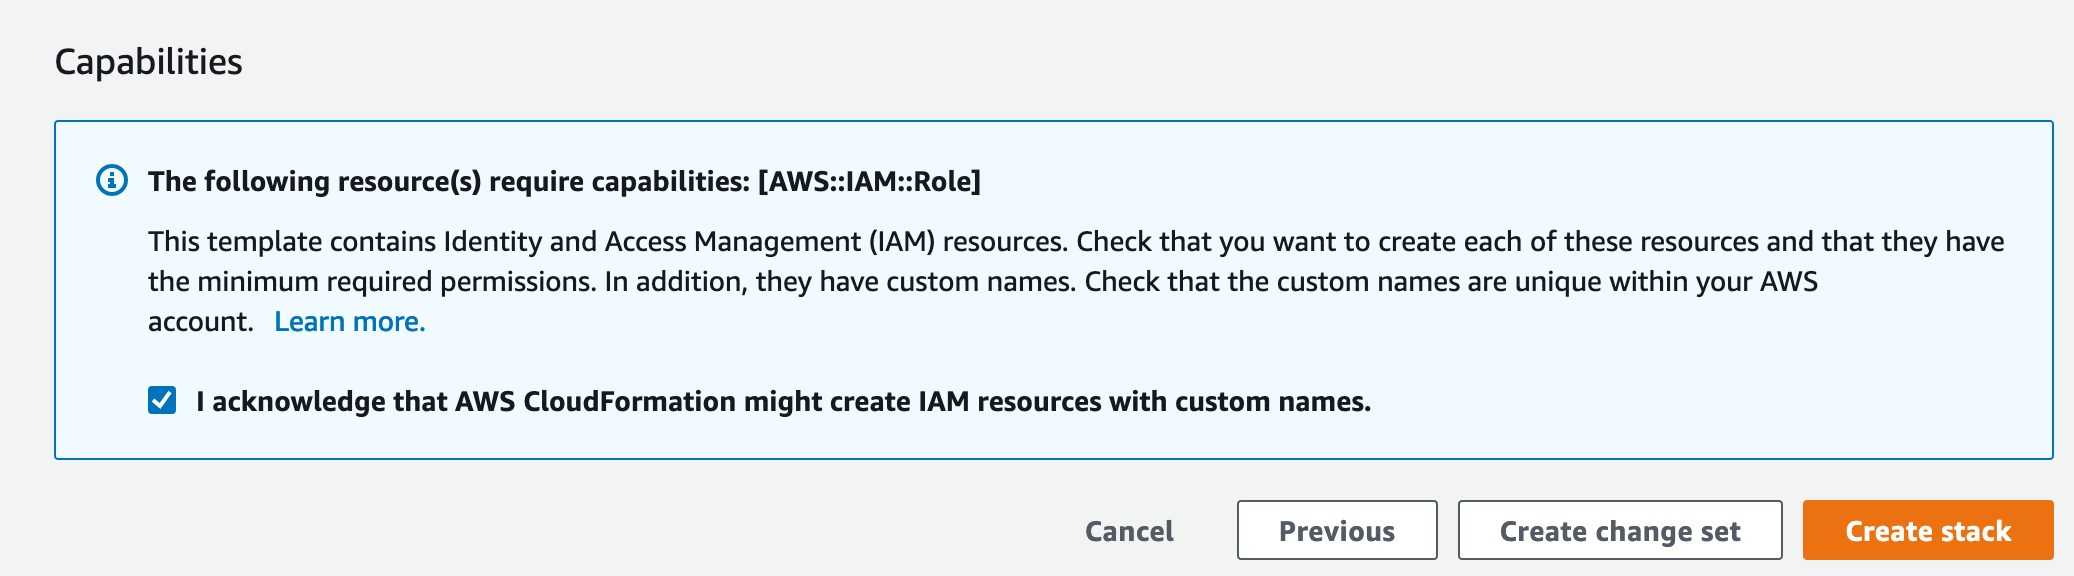 Capabilities
The following resource(s) require capabilities: [AWS::IAM::Role]
This template contains Identity and Access Management (IAM) resources. Check that you want to create each of these resources and that they have
the minimum required permissions. In addition, they have custom names. Check that the custom names are unique within your AWS
account. Learn more.
I acknowledge that AWS CloudFormation might create IAM resources with custom names.
Cancel Previous Create change set Create stack